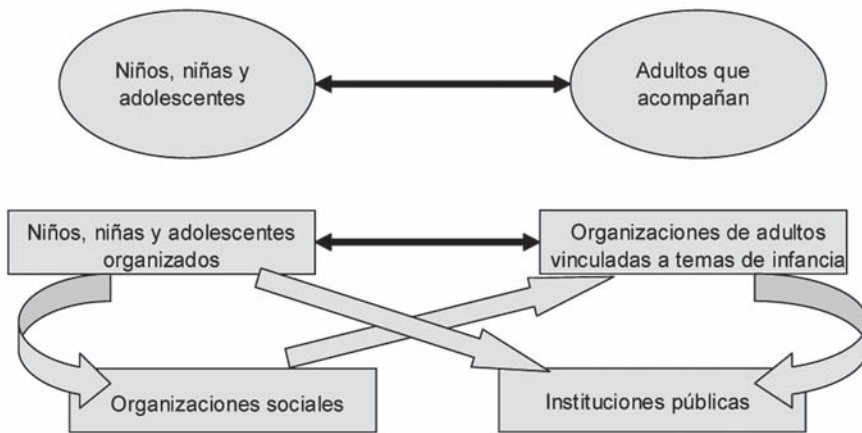 Niños, niñas y
adolescentes
Adultos que
acompañan
Niños, niñas y adolescentes
organizados
Organizaciones de adultos
vinculadas a temas de infancia
Organizaciones sociales
Instituciones públicas